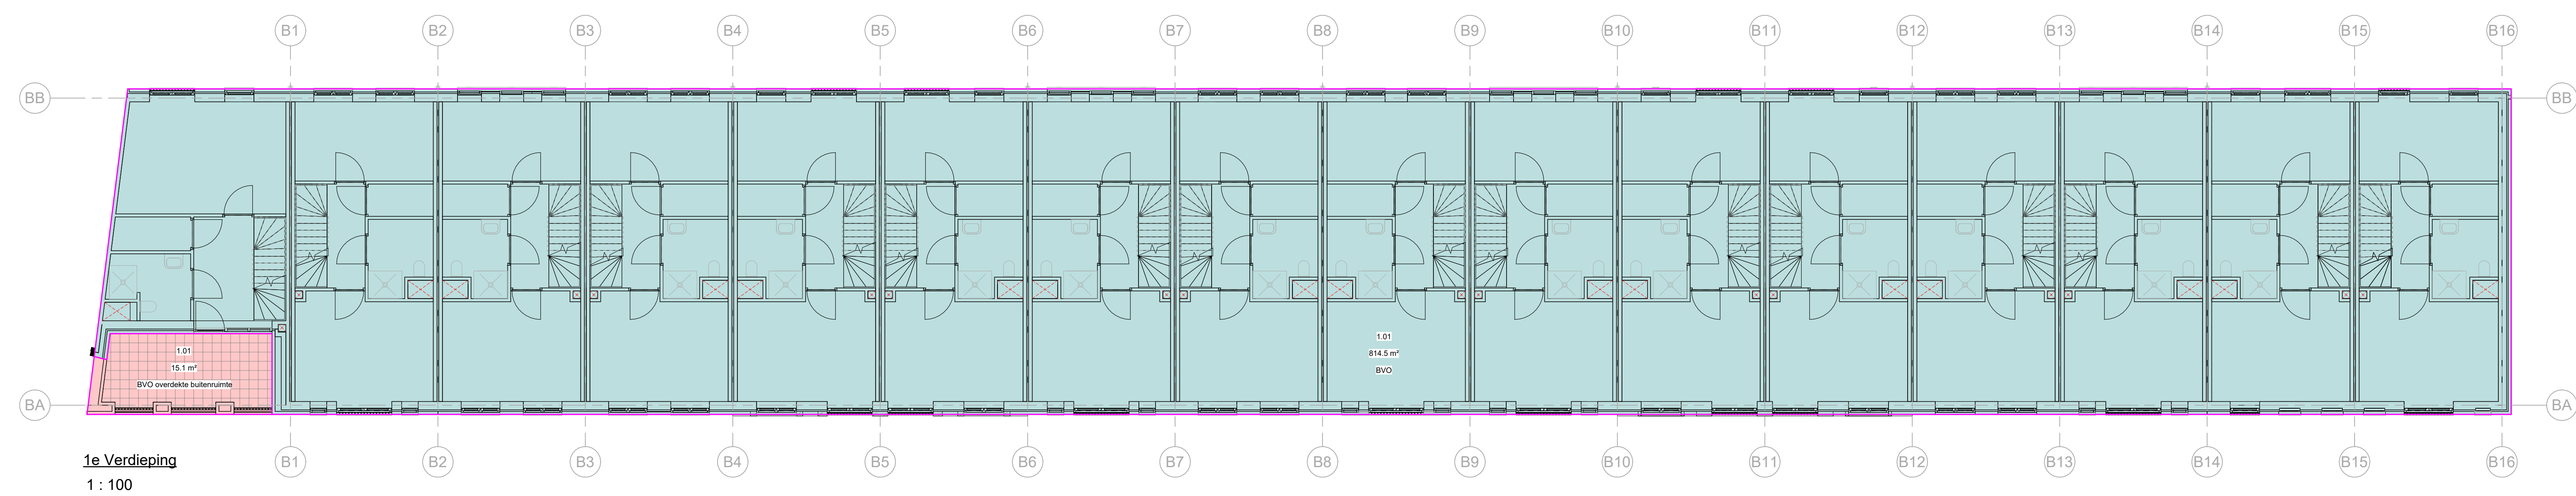 B1 B2 B3 B4 B5 B6 B7 B8 B9 B10 B11 B12 B13 B14 B15 B16
BB BB
1.01
814.5 m²
BVO
1.01
15.1 m²
BVO overdekte buitenruimte
BA BA
B1 B2 B3 B4 B5 B6 B7 B8 B9 B10 B11 B12 B13 B14 B15 B16
1e Verdieping
1 : 100